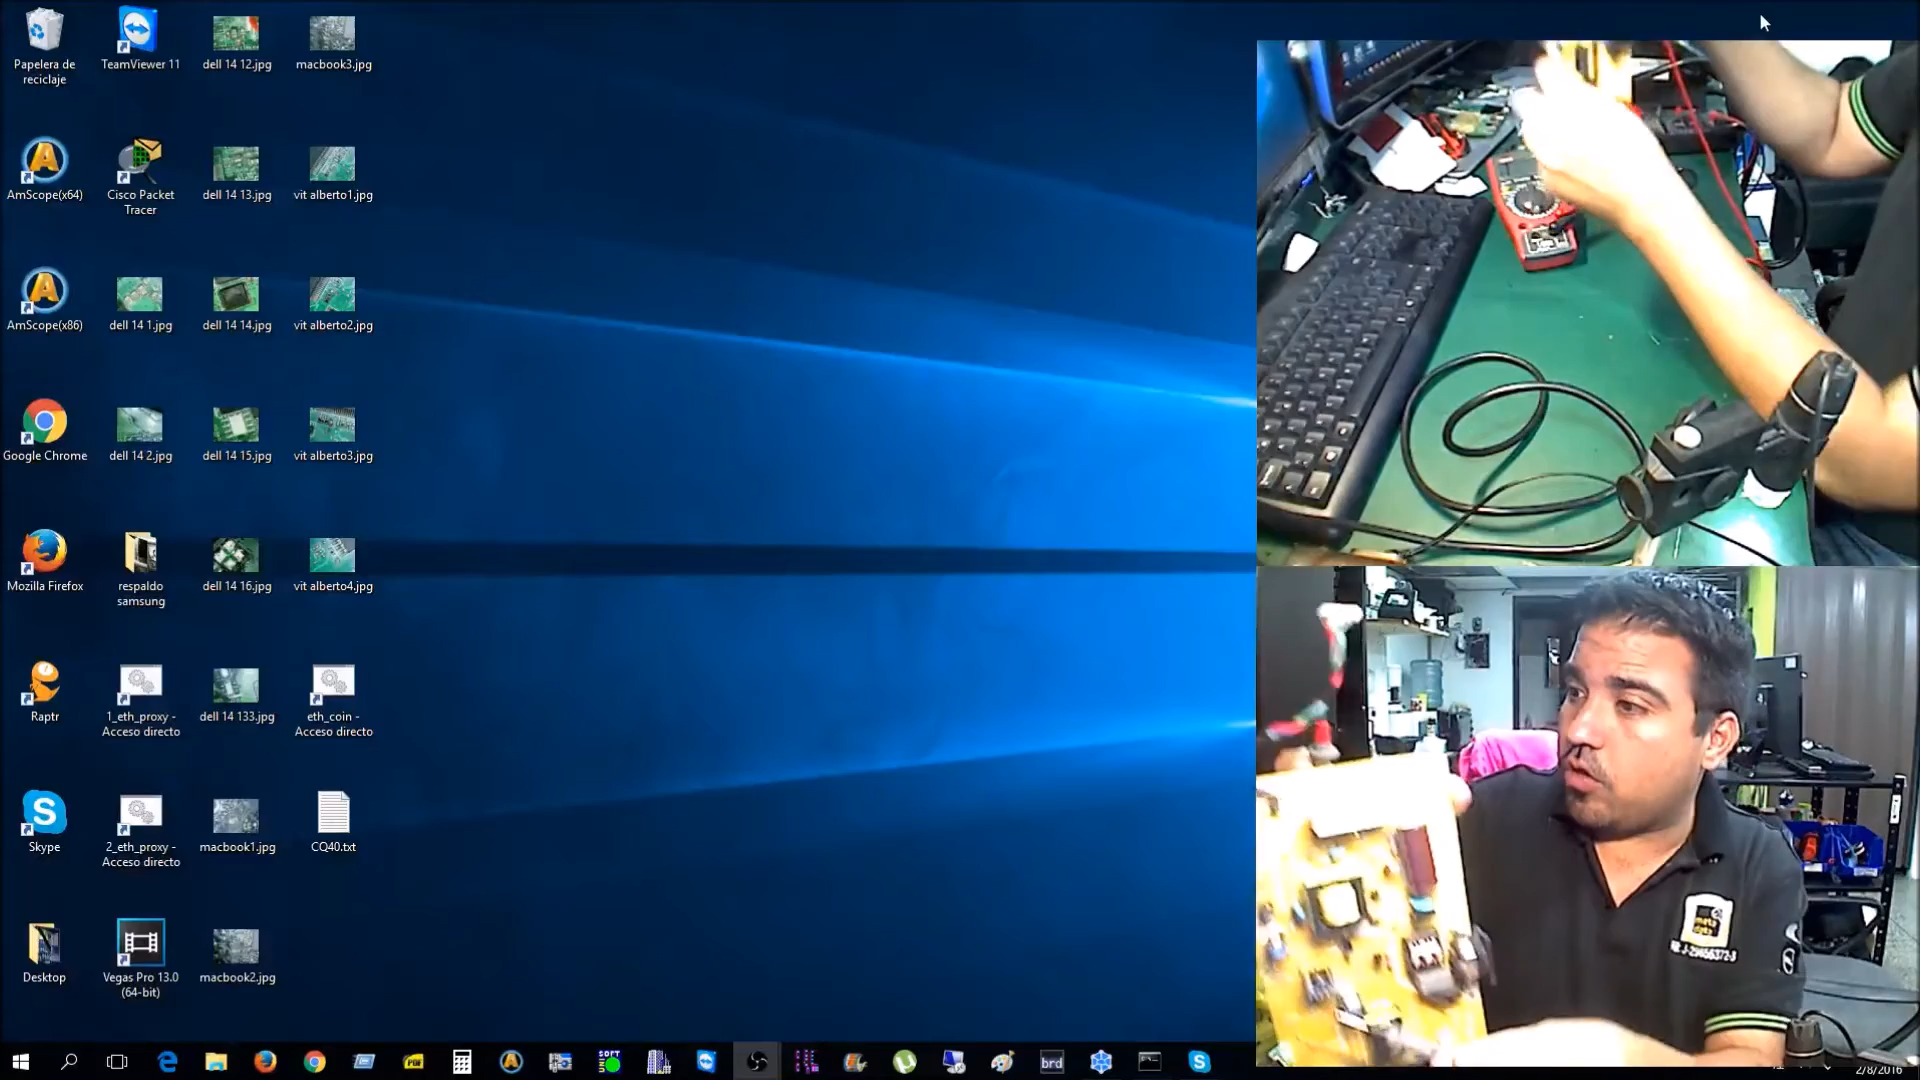 Papelera de
reciclaje
TeamViewer 11
dell 14 12.jpg
macbook3.jpg
AmScope(x64)
Cisco Packet
Tracer
dell 14 13.jpg
vit alberto1.jpg
AmScope(x86)
dell 14 1.jpg
dell 14 14.jpg
vit alberto2.jpg
Google Chrome
dell 14 2.jpg
dell 14 15.jpg
vit alberto3.jpg
Mozilla Firefox
respaldo
samsung
dell 14 16.jpg
vit alberto4.jpg
Raptr
1_eth_proxy -
Acceso directo
dell 14 133.jpg
eth_coin -
Acceso directo
Skype
2_eth_proxy -
Acceso directo
macbook1.jpg
CQ40.txt
Desktop
Vegas Pro 13.0
(64-bit)
macbook2.jpg
PDF
SORT
brd
2/8/2016